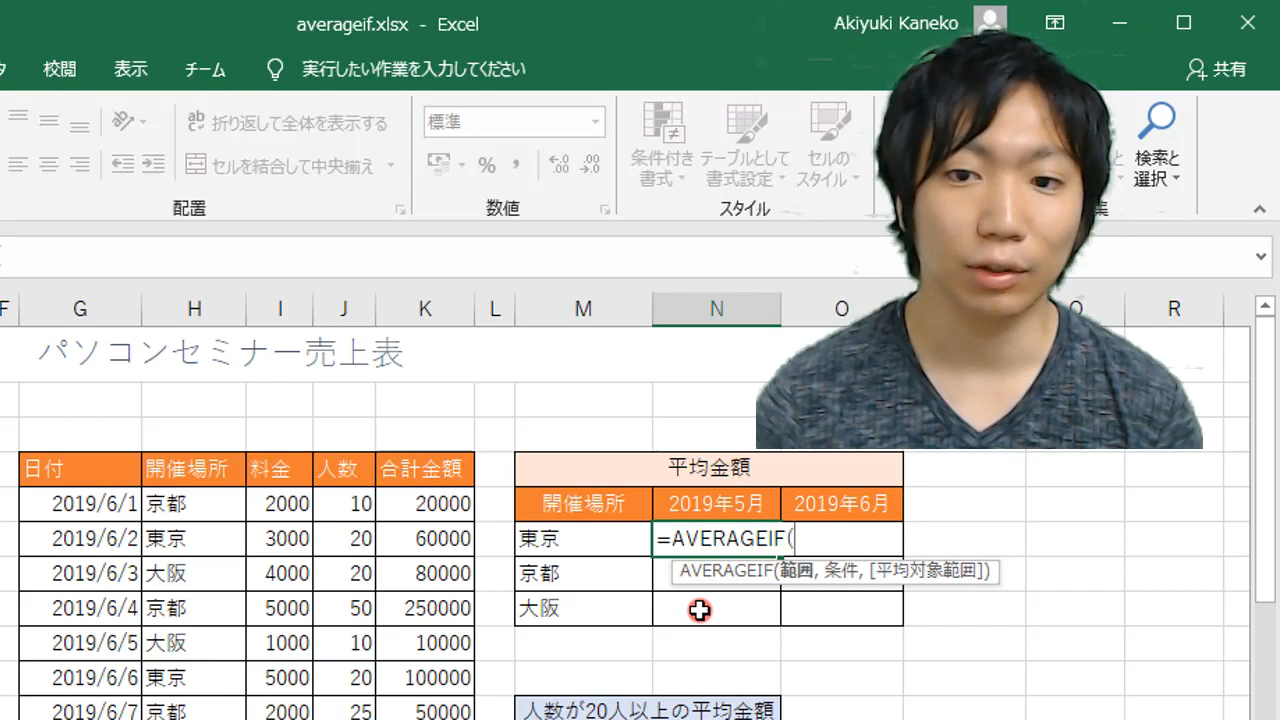 averageif.xlsx - Excel
Akiyuki Kaneko
校閲 表示 チーム 実行したい作業を入力してください 共有
折り返して全体を表示する
標準
セルを結合して中央揃え
% ,
条件付き書式
テーブルとして書式設定
セルのスタイル
検索と選択
配置 数値 スタイル 集
F G H I J K L M N O Q R
パソコンセミナー売上表
日付 開催場所 料金 人数 合計金額 平均金額
2019/6/1 京都 2000 10 20000 開催場所 2019年5月 2019年6月
2019/6/2 東京 3000 20 60000 東京 =AVERAGEIF(
2019/6/3 大阪 4000 20 80000 京都 AVERAGEIF(範囲, 条件, [平均対象範囲])
2019/6/4 京都 5000 50 250000 大阪
2019/6/5 大阪 1000 10 10000
2019/6/6 東京 5000 20 100000
2019/6/7 京都 2000 25 50000 人数が20人以上の平均金額